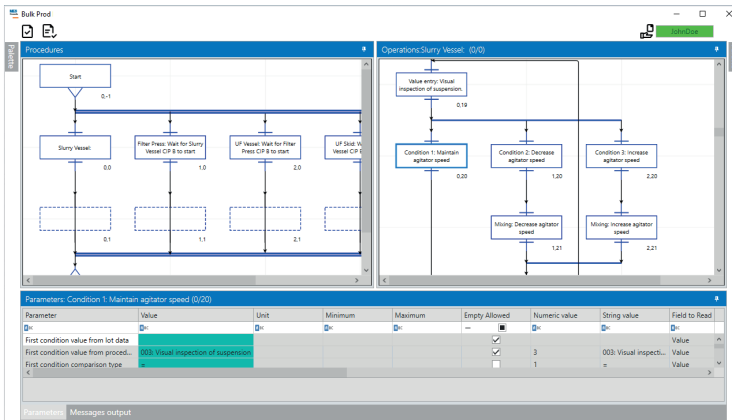 Bulk Prod
JohnDoe
Palette
Procedures
Start
0,-1
Slurry Vessel:
0,0
Filter Press: Wait for Slurry
Vessel CIP B to start
1,0
UF Vessel: Wait for Filter
Press CIP B to start
2,0
UF Skid: W
Vessel CIP B
0,1
1,1
2,1
Operations:Slurry Vessel: (0/0)
Value entry: Visual
inspection of suspension.
0,19
Condition 1: Maintain
agitator speed
0,20
Condition 2: Decrease
agitator speed
1,20
Condition 3: Increase
agitator speed
2,20
Mixing: Decrease agitator
speed
1,21
Mixing: Increase agitator
speed
2,21
Parameters: Condition 1: Maintain agitator speed (0/20)
Parameter Value Unit Minimum Maximum Empty Allowed Numeric value String value Field to Read
First condition value from lot data Value
First condition value from proced... 003: Visual inspection of suspension 3 003: Visual inspecti... Value
First condition comparison type = 1 = Value
Parameters Messages output